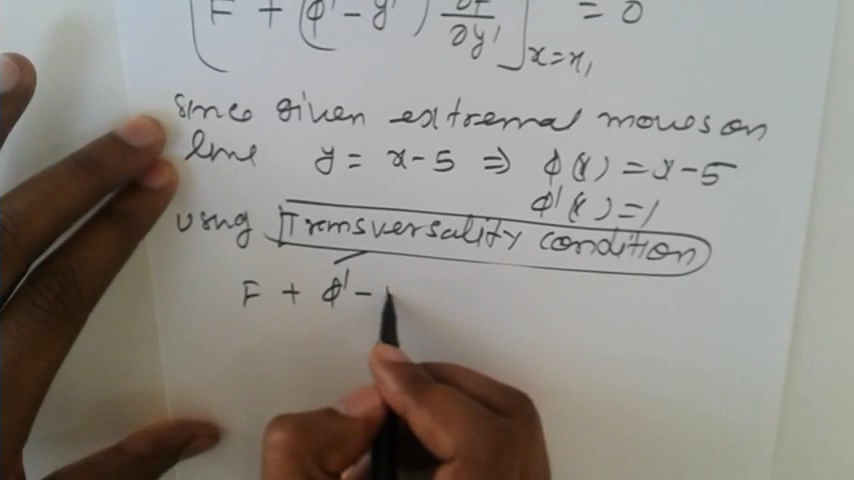 [F + (φ' - y') ∂F/∂y']x=x₁ = 0
since given extremal moves on
line y = x-5 ⇒ φ(x) = x-5
φ'(x) = 1
using Transversality condition
F + φ' -